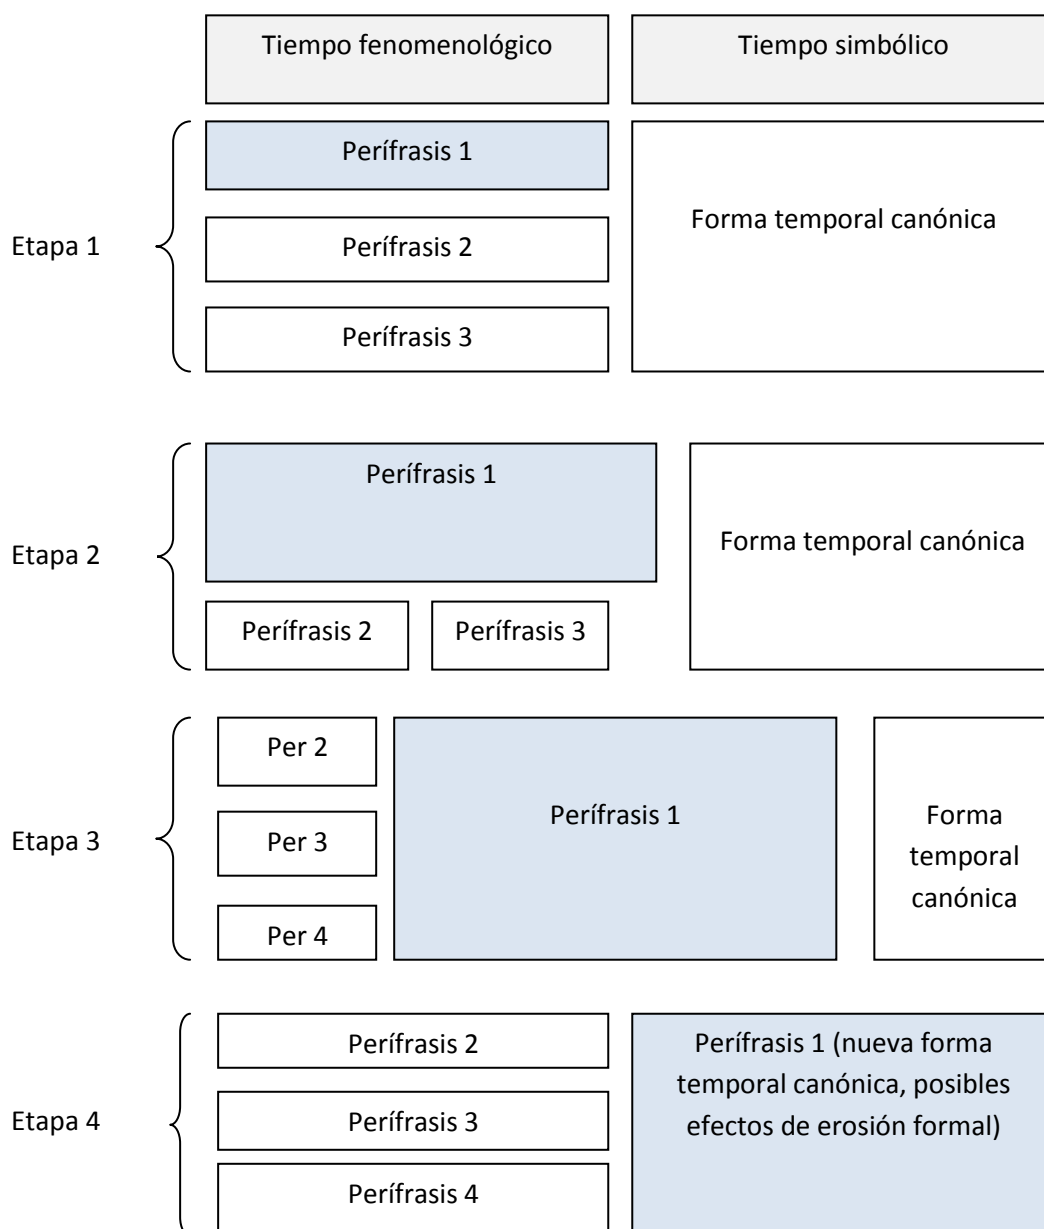 Tiempo fenomenológico
Tiempo simbólico
Etapa 1
Perífrasis 1
Perífrasis 2
Perífrasis 3
Forma temporal canónica
Etapa 2
Perífrasis 1
Perífrasis 2
Perífrasis 3
Forma temporal canónica
Etapa 3
Per 2
Per 3
Per 4
Perífrasis 1
Forma
temporal
canónica
Etapa 4
Perífrasis 2
Perífrasis 3
Perífrasis 4
Perífrasis 1 (nueva forma
temporal canónica, posibles
efectos de erosión formal)